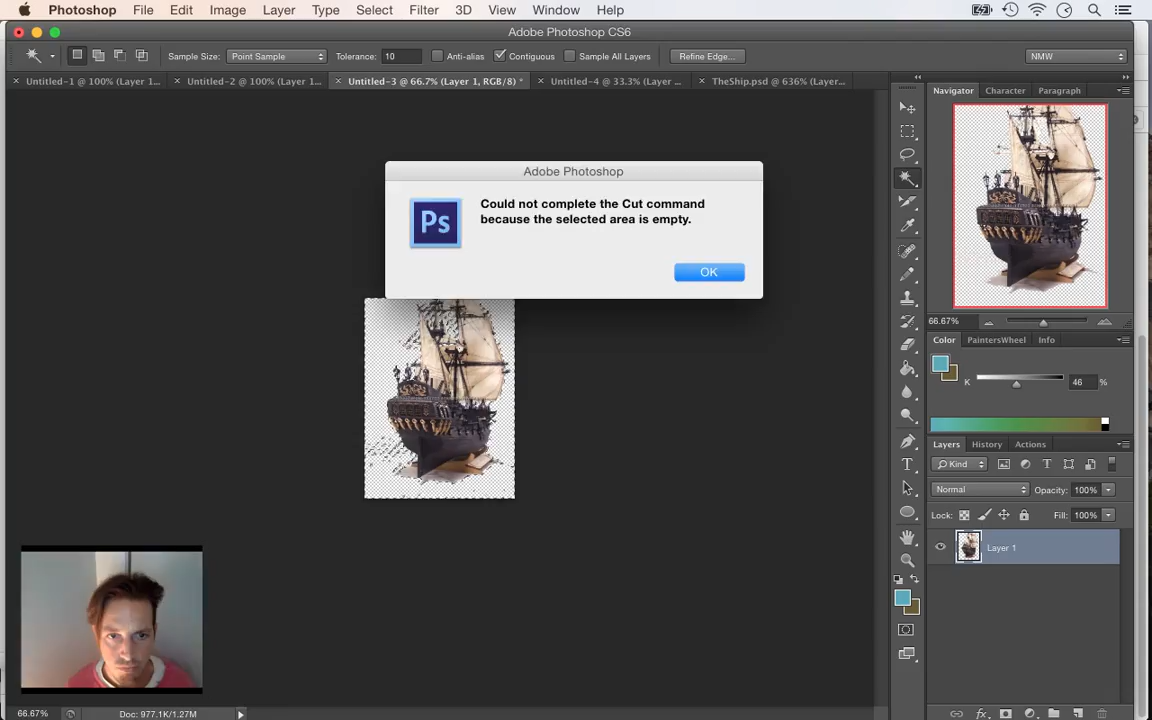 Photoshop File Edit Image Layer Type Select Filter 3D View Window Help
Adobe Photoshop CS6
Sample Size: Point Sample Tolerance: 10 Anti-alias Contiguous Sample All Layers Refine Edge... NMW
Untitled-1 @ 100% (Layer 1... Untitled-2 @ 100% (Layer 1... Untitled-3 @ 66.7% (Layer 1, RGB/8) * Untitled-4 @ 33.3% (Layer ... TheShip.psd @ 636% (Layer...
Navigator Character Paragraph
Adobe Photoshop
Ps
Could not complete the Cut command
because the selected area is empty.
OK
66.67%
Color PaintersWheel Info
K 46 %
Layers History Actions
Kind
Normal Opacity: 100%
Lock: Fill: 100%
Layer 1
66.67% Doc: 977.1K/1.27M
fx